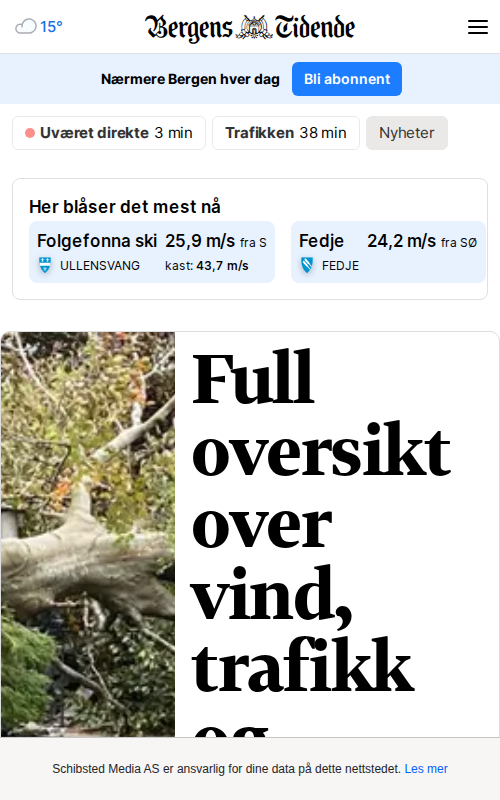 15°
Bergens Tidende
Nærmere Bergen hver dag
Bli abonnent
Uværet direkte 3 min
Trafikken 38 min
Nyheter
Her blåser det mest nå
Folgefonna ski 25,9 m/s fra S
ULLENSVANG kast: 43,7 m/s
Fedje 24,2 m/s fra SØ
FEDJE
Full
oversikt
over
vind,
trafikk
og
Schibsted Media AS er ansvarlig for dine data på dette nettstedet. Les mer